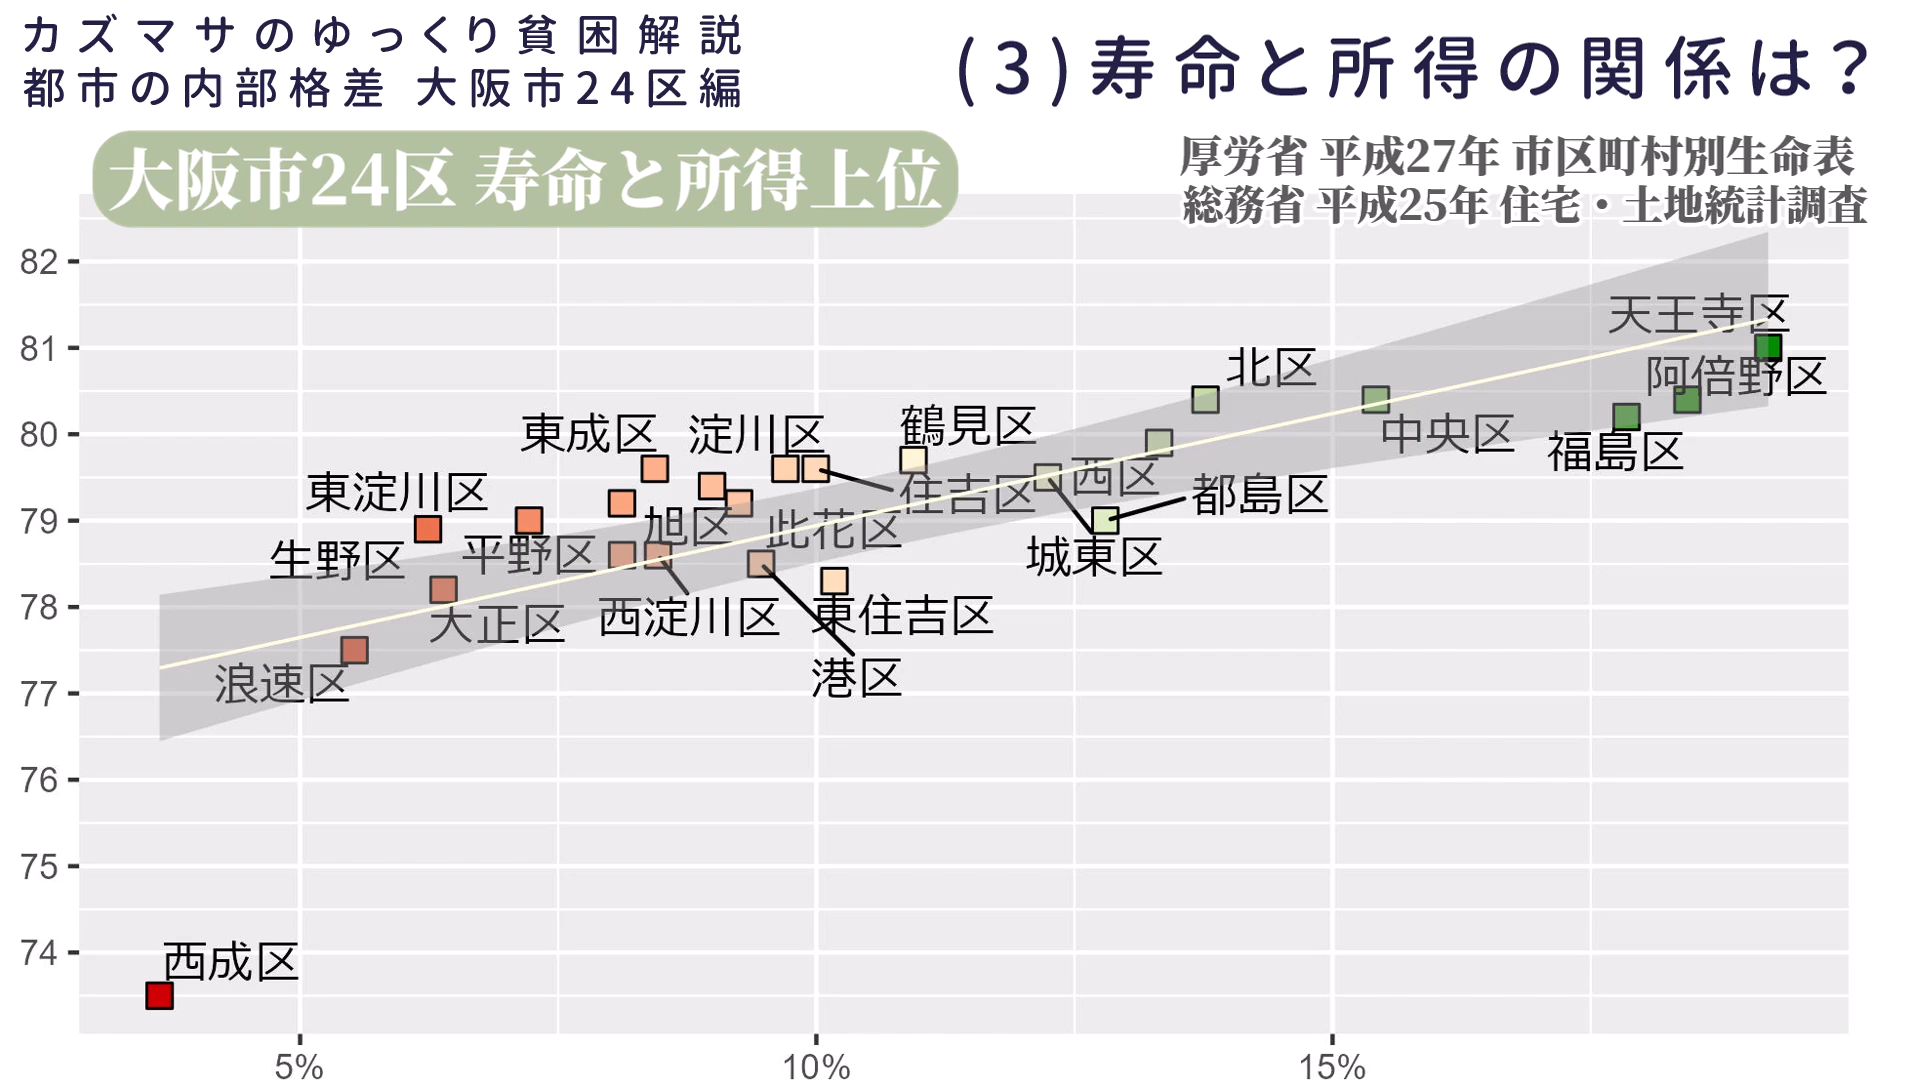 カズマサのゆっくり貧困解説
都市の内部格差 大阪市24区編
(3)寿命と所得の関係は?
大阪市24区 寿命と所得上位
厚労省 平成27年 市区町村別生命表
総務省 平成25年 住宅・土地統計調査
82
81
80
79
78
77
76
75
74
天王寺区
阿倍野区
北区
中央区
福島区
鶴見区
東成区
淀川区
東淀川区
住吉区
西区
都島区
旭区
此花区
生野区
平野区
城東区
大正区
西淀川区
東住吉区
港区
浪速区
西成区
5%
10%
15%